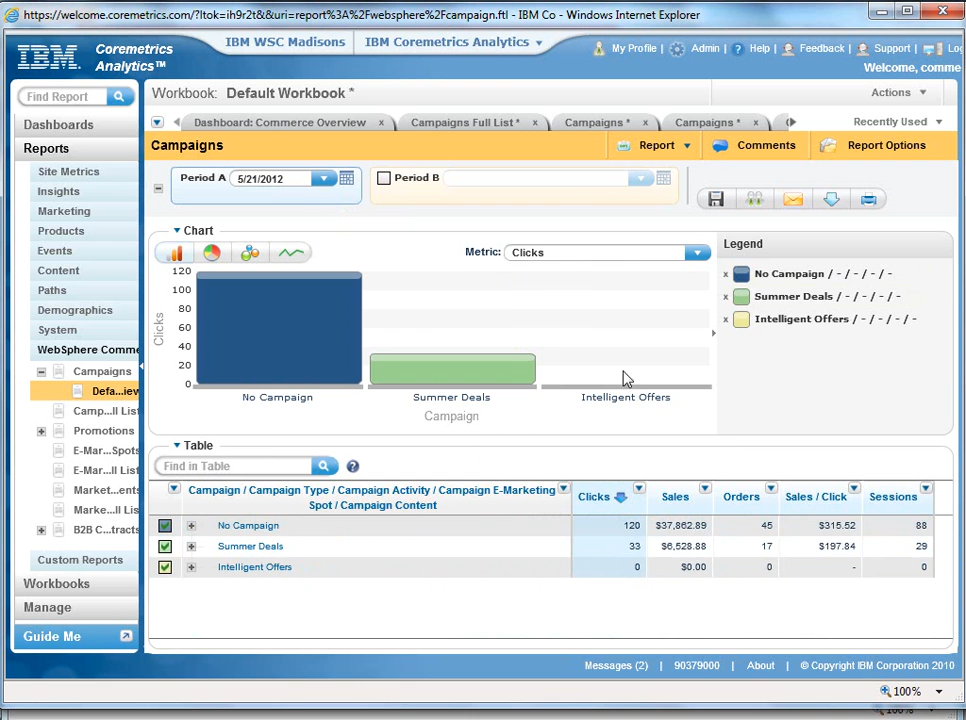 https://welcome.coremetrics.com/?ltok=ih9r2t&&uri=report%3A%2Fwebsphere%2Fcampaign.ftl - IBM Co - Windows Internet Explorer
IBM
Coremetrics
Analytics™
IBM WSC Madisons
IBM Coremetrics Analytics
My Profile | Admin | ? Help | Feedback | Support | Log
Welcome, comme
Find Report
Workbook: Default Workbook *
Actions
Dashboards
Dashboard: Commerce Overview x
Campaigns Full List * x
Campaigns * x
Campaigns * x
Recently Used
Reports
Campaigns
Report
Comments
Report Options
Site Metrics
Insights
Marketing
Products
Events
Content
Paths
Demographics
System
WebSphere Comme
Campaigns
Defa...iew
Camp...ll List
Promotions
E-Mar...Spots
E-Mar...ll List
Market...ents
Marke...ll List
B2B C...tracts
Custom Reports
Workbooks
Manage
Guide Me
Period A 5/21/2012
Period B
Chart
Metric: Clicks
Legend
x No Campaign / - / - / - / -
x Summer Deals / - / - / - / -
x Intelligent Offers / - / - / - / -
120
100
80
60
40
20
0
Clicks
No Campaign
Summer Deals
Intelligent Offers
Campaign
Table
Find in Table
?
Campaign / Campaign Type / Campaign Activity / Campaign E-Marketing
Spot / Campaign Content
Clicks Sales Orders Sales / Click Sessions
No Campaign 120 $37,862.89 45 $315.52 88
Summer Deals 33 $6,528.88 17 $197.84 29
Intelligent Offers 0 $0.00 0 - 0
Messages (2) | 90379000 | About | © Copyright IBM Corporation 2010
100%